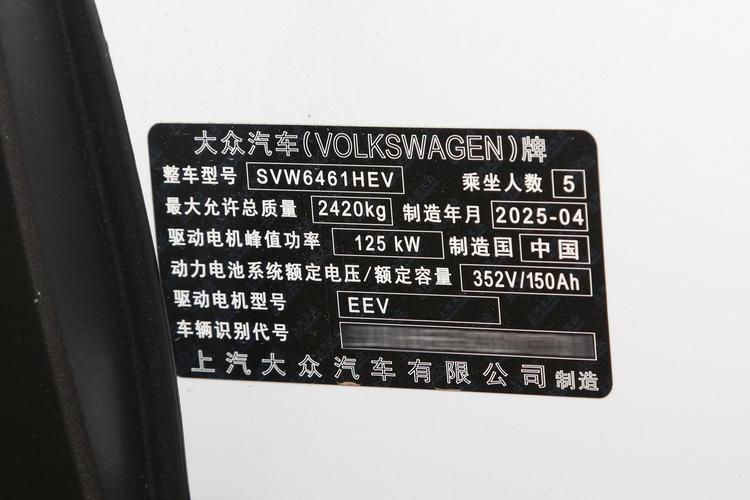 大众汽车(VOLKSWAGEN)牌
整车型号 SVW6461HEV 乘坐人数 5
最大允许总质量 2420kg 制造年月 2025-04
驱动电机峰值功率 125 kW 制造国 中国
动力电池系统额定电压/额定容量 352V/150Ah
驱动电机型号 EEV
车辆识别代号
上汽大众汽车有限公司 制造